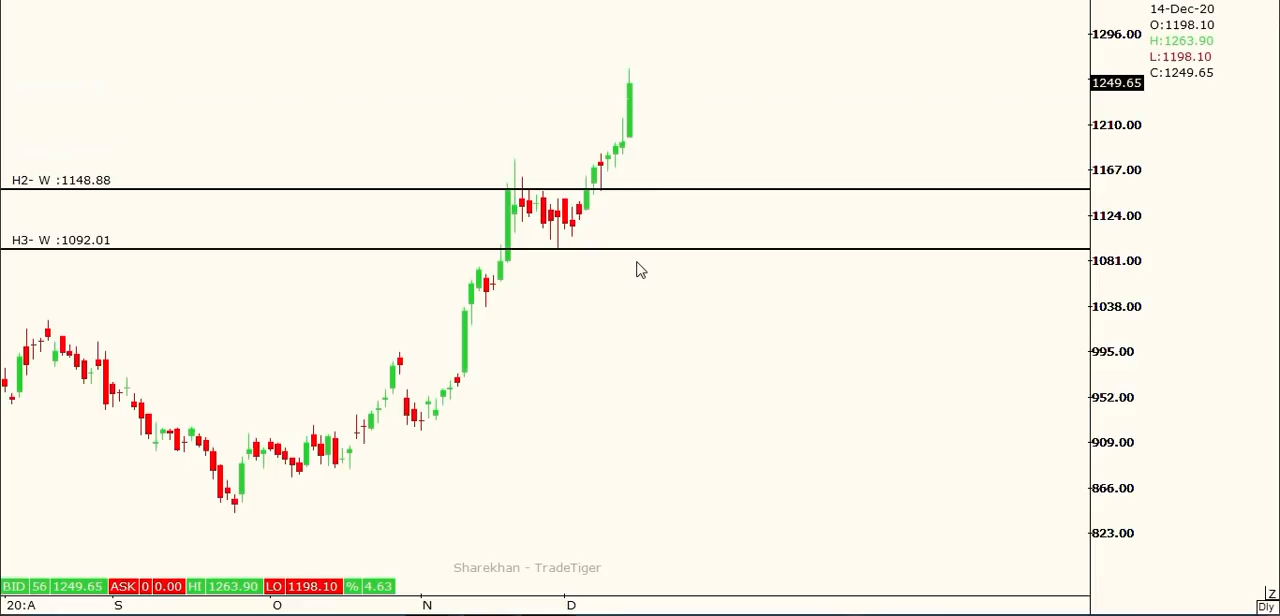 14-Dec-20
O:1198.10
H:1263.90
L:1198.10
C:1249.65
1296.00
1249.65
1210.00
1167.00
H2- W :1148.88
1124.00
H3- W :1092.01
1081.00
1038.00
995.00
952.00
909.00
866.00
823.00
Sharekhan - TradeTiger
BID 56 1249.65 ASK 0 0.00 HI 1263.90 LO 1198.10 % 4.63
20:A S O N D
Z
Dly